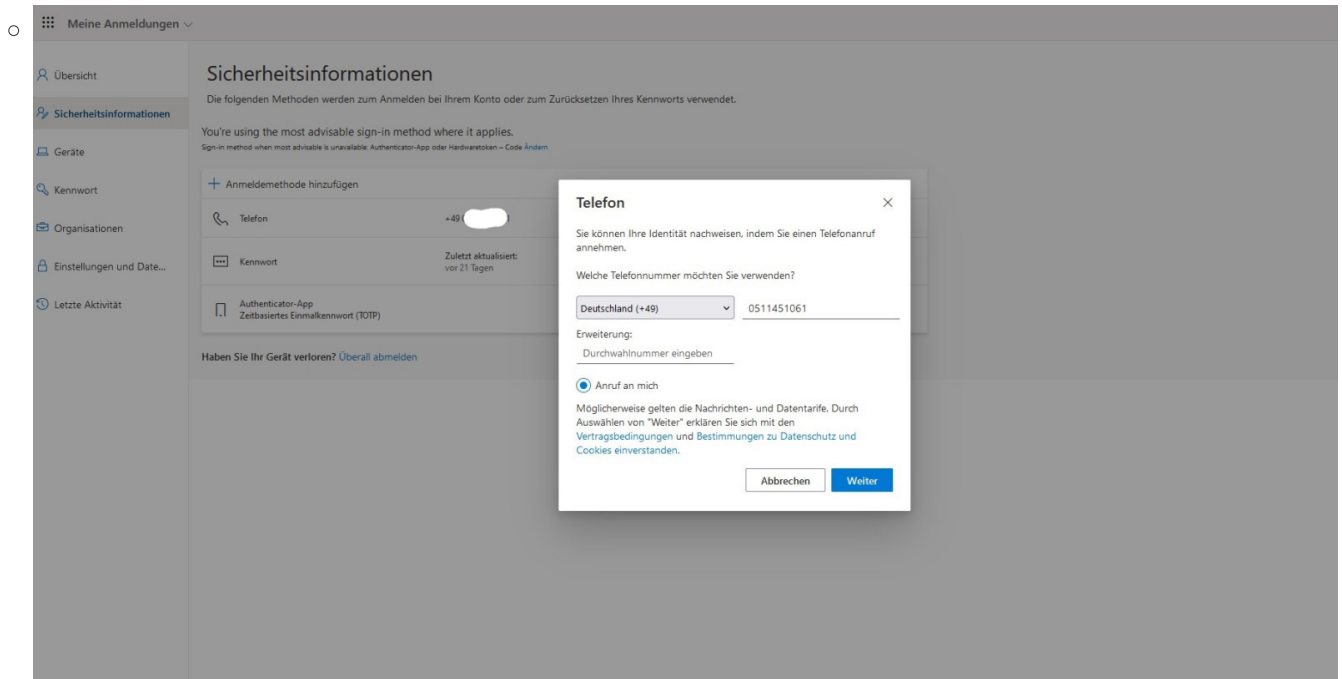 Meine Anmeldungen
Übersicht
Sicherheitsinformationen
Geräte
Kennwort
Organisationen
Einstellungen und Date...
Letzte Aktivität
Sicherheitsinformationen
Die folgenden Methoden werden zum Anmelden bei Ihrem Konto oder zum Zurücksetzen Ihres Kennworts verwendet.
You're using the most advisable sign-in method where it applies.
Sign-in method when most advisable is unavailable: Authenticator-App oder Hardwaretoken – Code Ändern
+ Anmeldemethode hinzufügen
Telefon +49
Kennwort Zuletzt aktualisiert:
vor 21 Tagen
Authenticator-App
Zeitbasiertes Einmalkennwort (TOTP)
Haben Sie Ihr Gerät verloren? Überall abmelden
Telefon
Sie können Ihre Identität nachweisen, indem Sie einen Telefonanruf
annehmen.
Welche Telefonnummer möchten Sie verwenden?
Deutschland (+49) 0511451061
Erweiterung:
Durchwahlnummer eingeben
Anruf an mich
Möglicherweise gelten die Nachrichten- und Datentarife. Durch
Auswählen von "Weiter" erklären Sie sich mit den
Vertragsbedingungen und Bestimmungen zu Datenschutz und
Cookies einverstanden.
Abbrechen Weiter